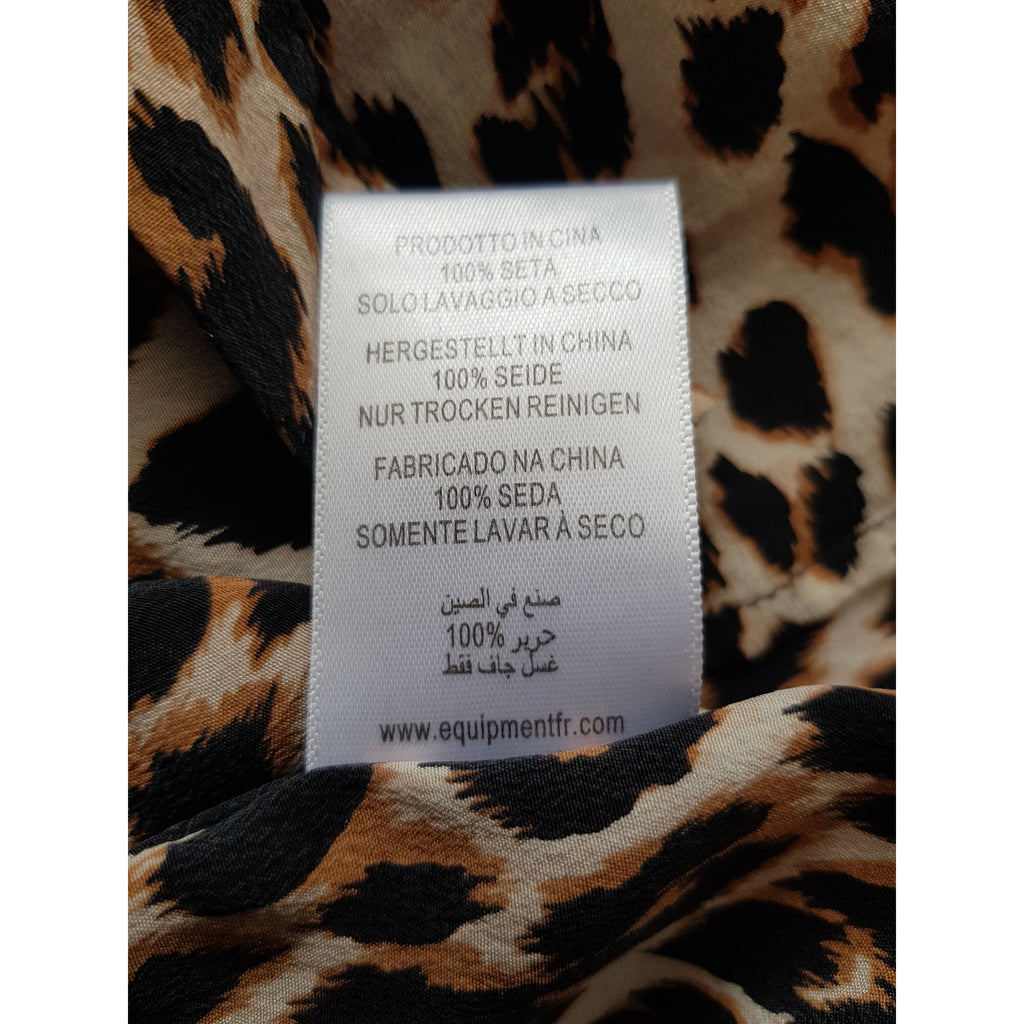 PRODOTTO IN CINA
100% SETA
SOLO LAVAGGIO A SECCO
HERGESTELLT IN CHINA
100% SEIDE
NUR TROCKEN REINIGEN
FABRICADO NA CHINA
100% SEDA
SOMENTE LAVAR À SECO
صنع في الصين
حرير %100
غسل جاف فقط
www.equipmentfr.com